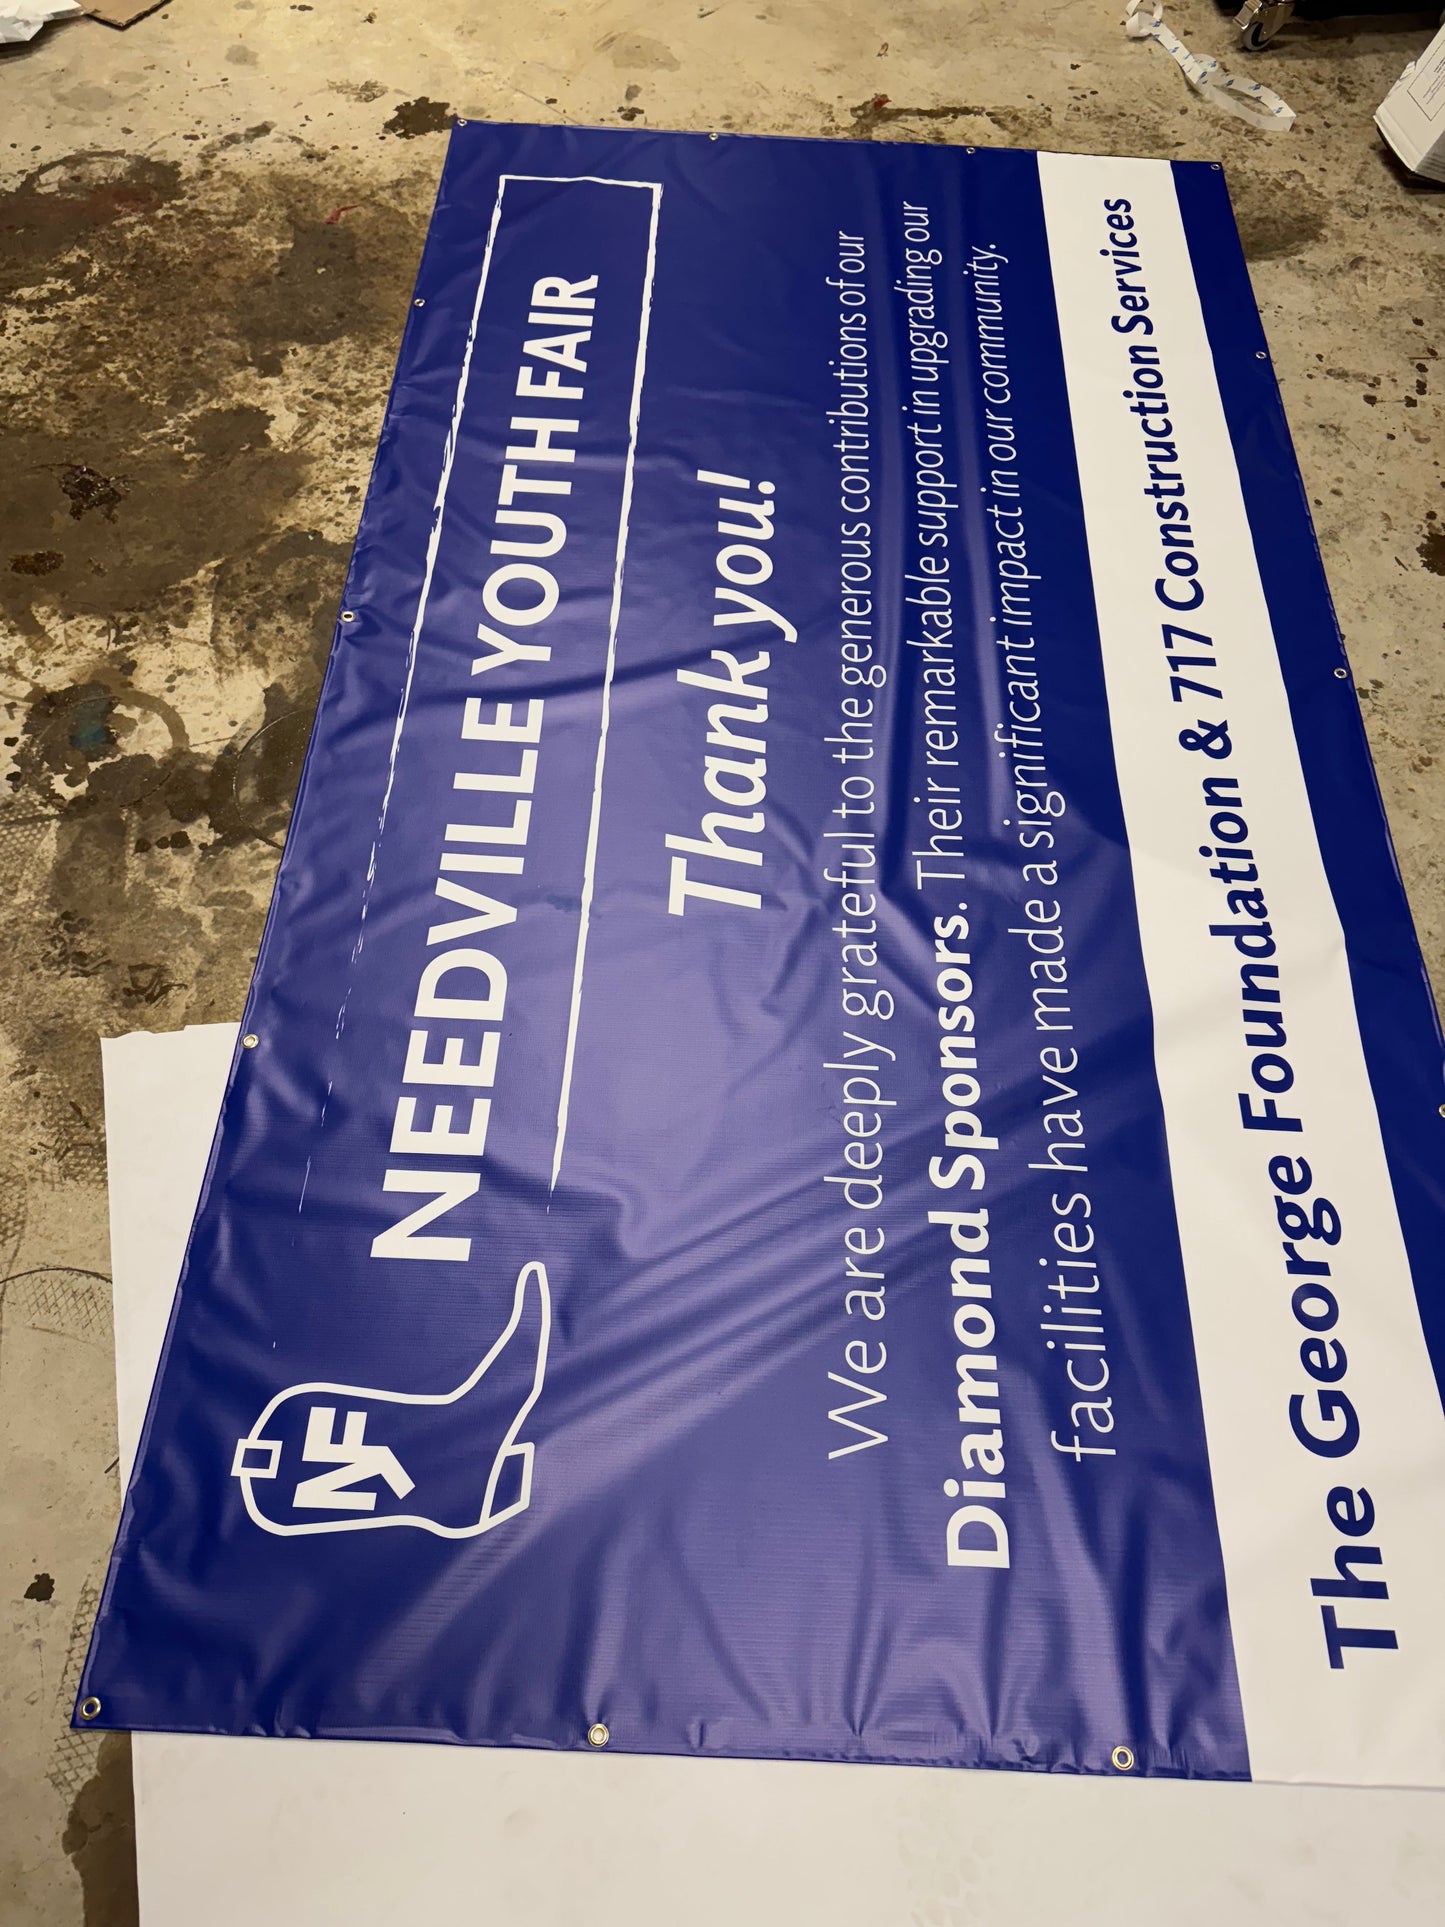 NYF
NEEDVILLE YOUTH FAIR
Thank you!
We are deeply grateful to the generous contributions of our
Diamond Sponsors. Their remarkable support in upgrading our
facilities have made a significant impact in our community.
The George Foundation & 717 Construction Services